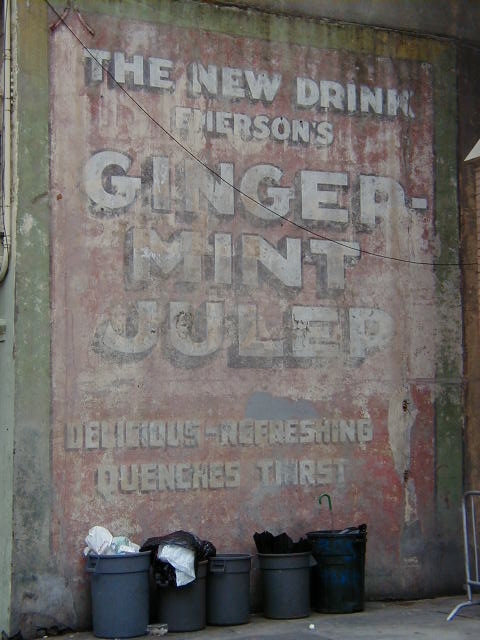 THE NEW DRINK
EMERSON'S
GINGER-
MINT
JULEP
DELICIOUS-REFRESHING
QUENCHES THIRST